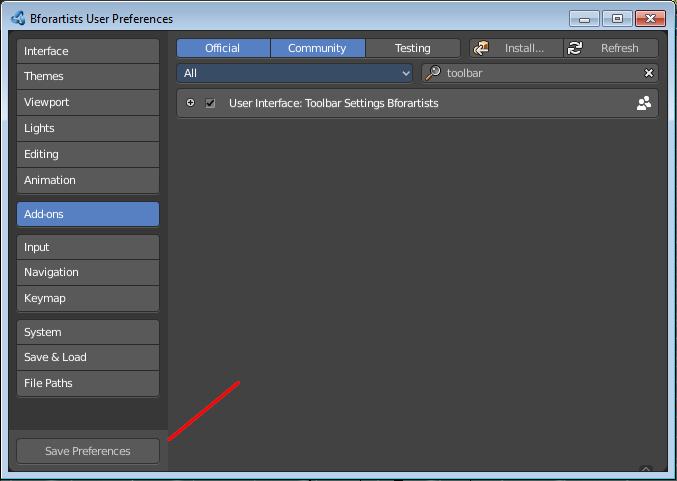 Bforartists User Preferences
Interface
Themes
Viewport
Lights
Editing
Animation
Add-ons
Input
Navigation
Keymap
System
Save & Load
File Paths
Save Preferences
Official Community Testing Install... Refresh
All toolbar
User Interface: Toolbar Settings Bforartists